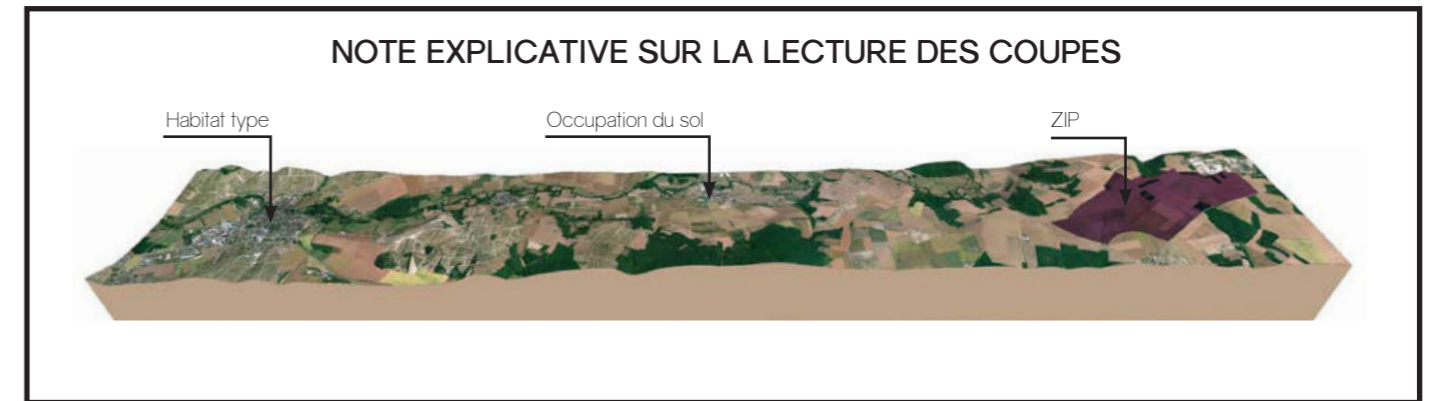 NOTE EXPLICATIVE SUR LA LECTURE DES COUPES
Habitat type
Occupation du sol
ZIP